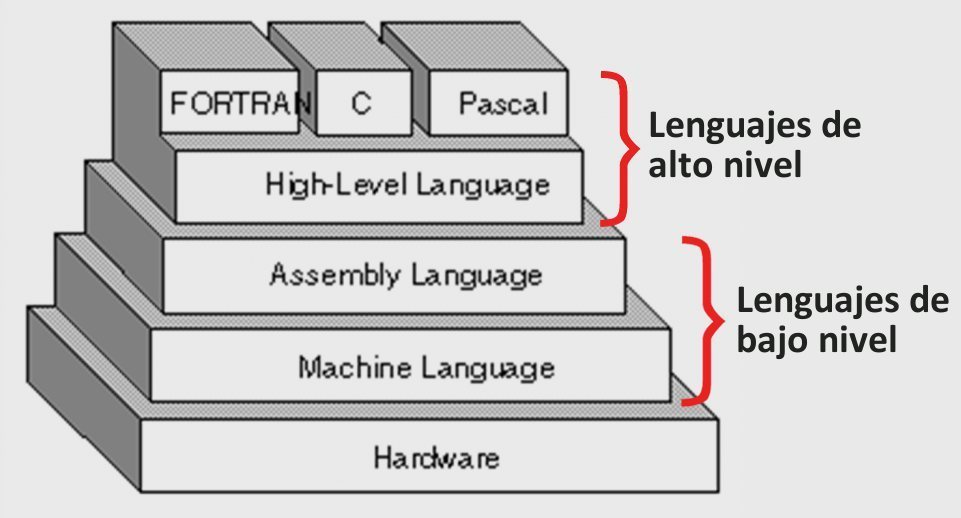 FORTRAN C Pascal
Lenguajes de
alto nivel
High-Level Language
Assembly Language
Lenguajes de
bajo nivel
Machine Language
Hardware